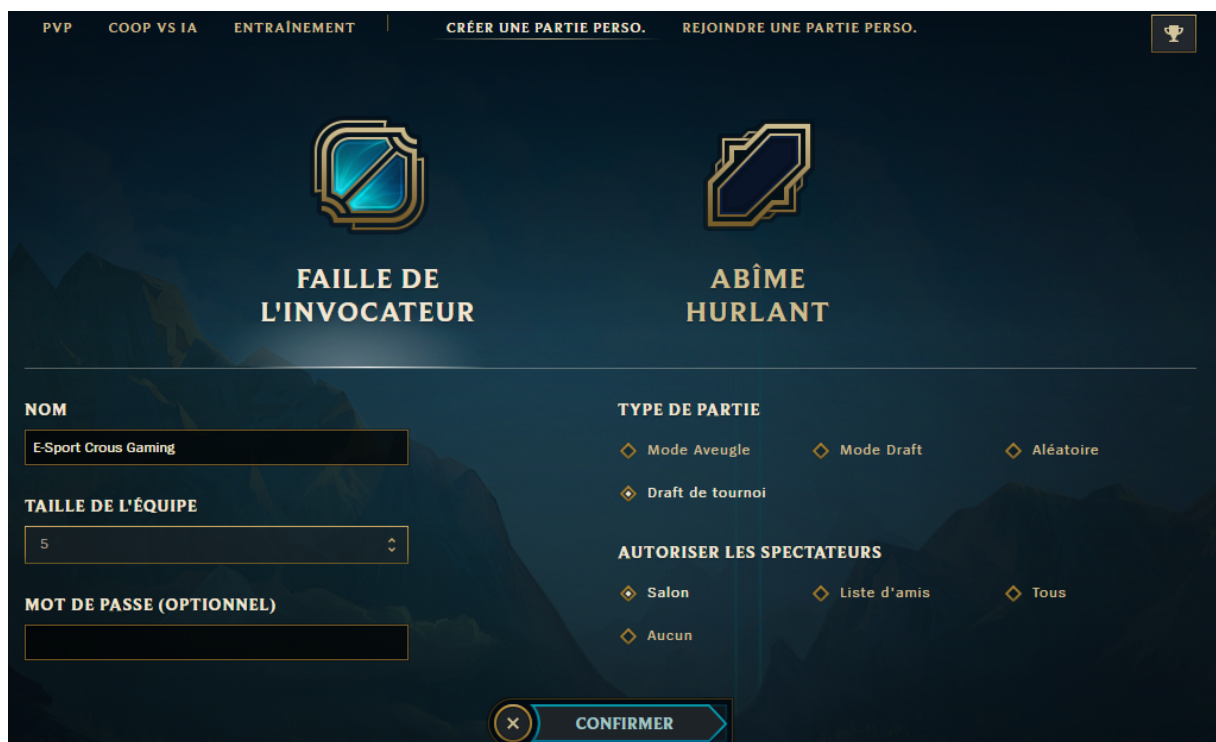 PVP COOP VS IA ENTRAÎNEMENT CRÉER UNE PARTIE PERSO. REJOINDRE UNE PARTIE PERSO.
FAILLE DE
L'INVOCATEUR
ABÎME
HURLANT
NOM
E-Sport Crous Gaming
TAILLE DE L'ÉQUIPE
5
MOT DE PASSE (OPTIONNEL)
TYPE DE PARTIE
Mode Aveugle Mode Draft Aléatoire
Draft de tournoi
AUTORISER LES SPECTATEURS
Salon Liste d'amis Tous
Aucun
CONFIRMER